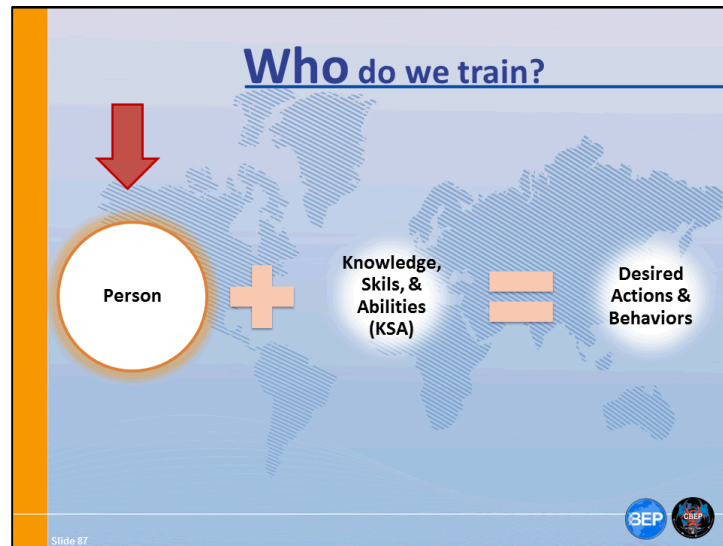 Who do we train?
Person
Knowledge,
Skils, &
Abilities
(KSA)
Desired
Actions &
Behaviors
BEP
CBEP
Slide 87